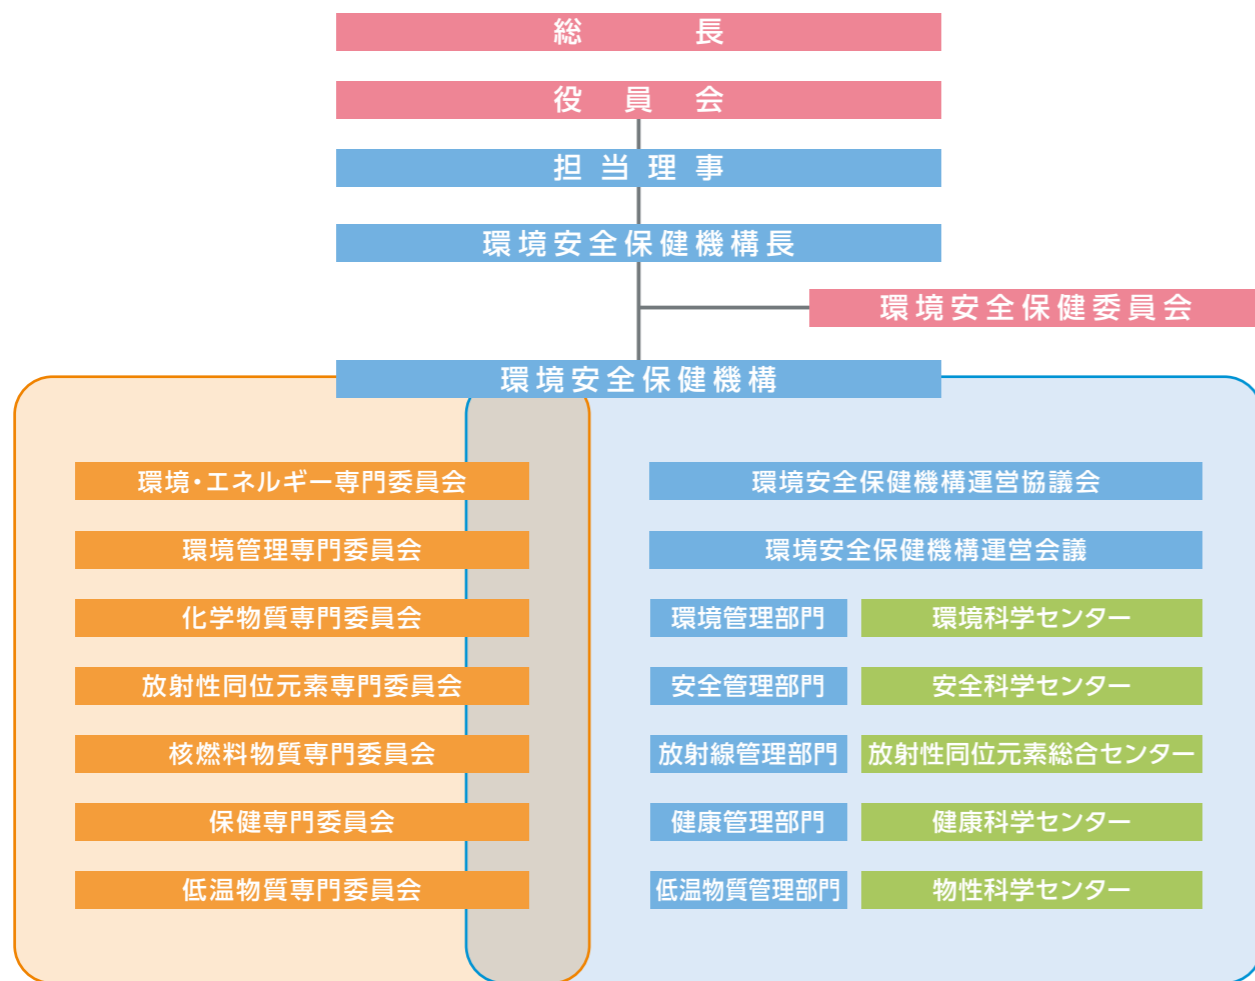 総長
役員会
担当理事
環境安全保健機構長
環境安全保健委員会
環境安全保健機構
環境・エネルギー専門委員会
環境管理専門委員会
化学物質専門委員会
放射性同位元素専門委員会
核燃料物質専門委員会
保健専門委員会
低温物質専門委員会
環境安全保健機構運営協議会
環境安全保健機構運営会議
環境管理部門 環境科学センター
安全管理部門 安全科学センター
放射線管理部門 放射性同位元素総合センター
健康管理部門 健康科学センター
低温物質管理部門 物性科学センター